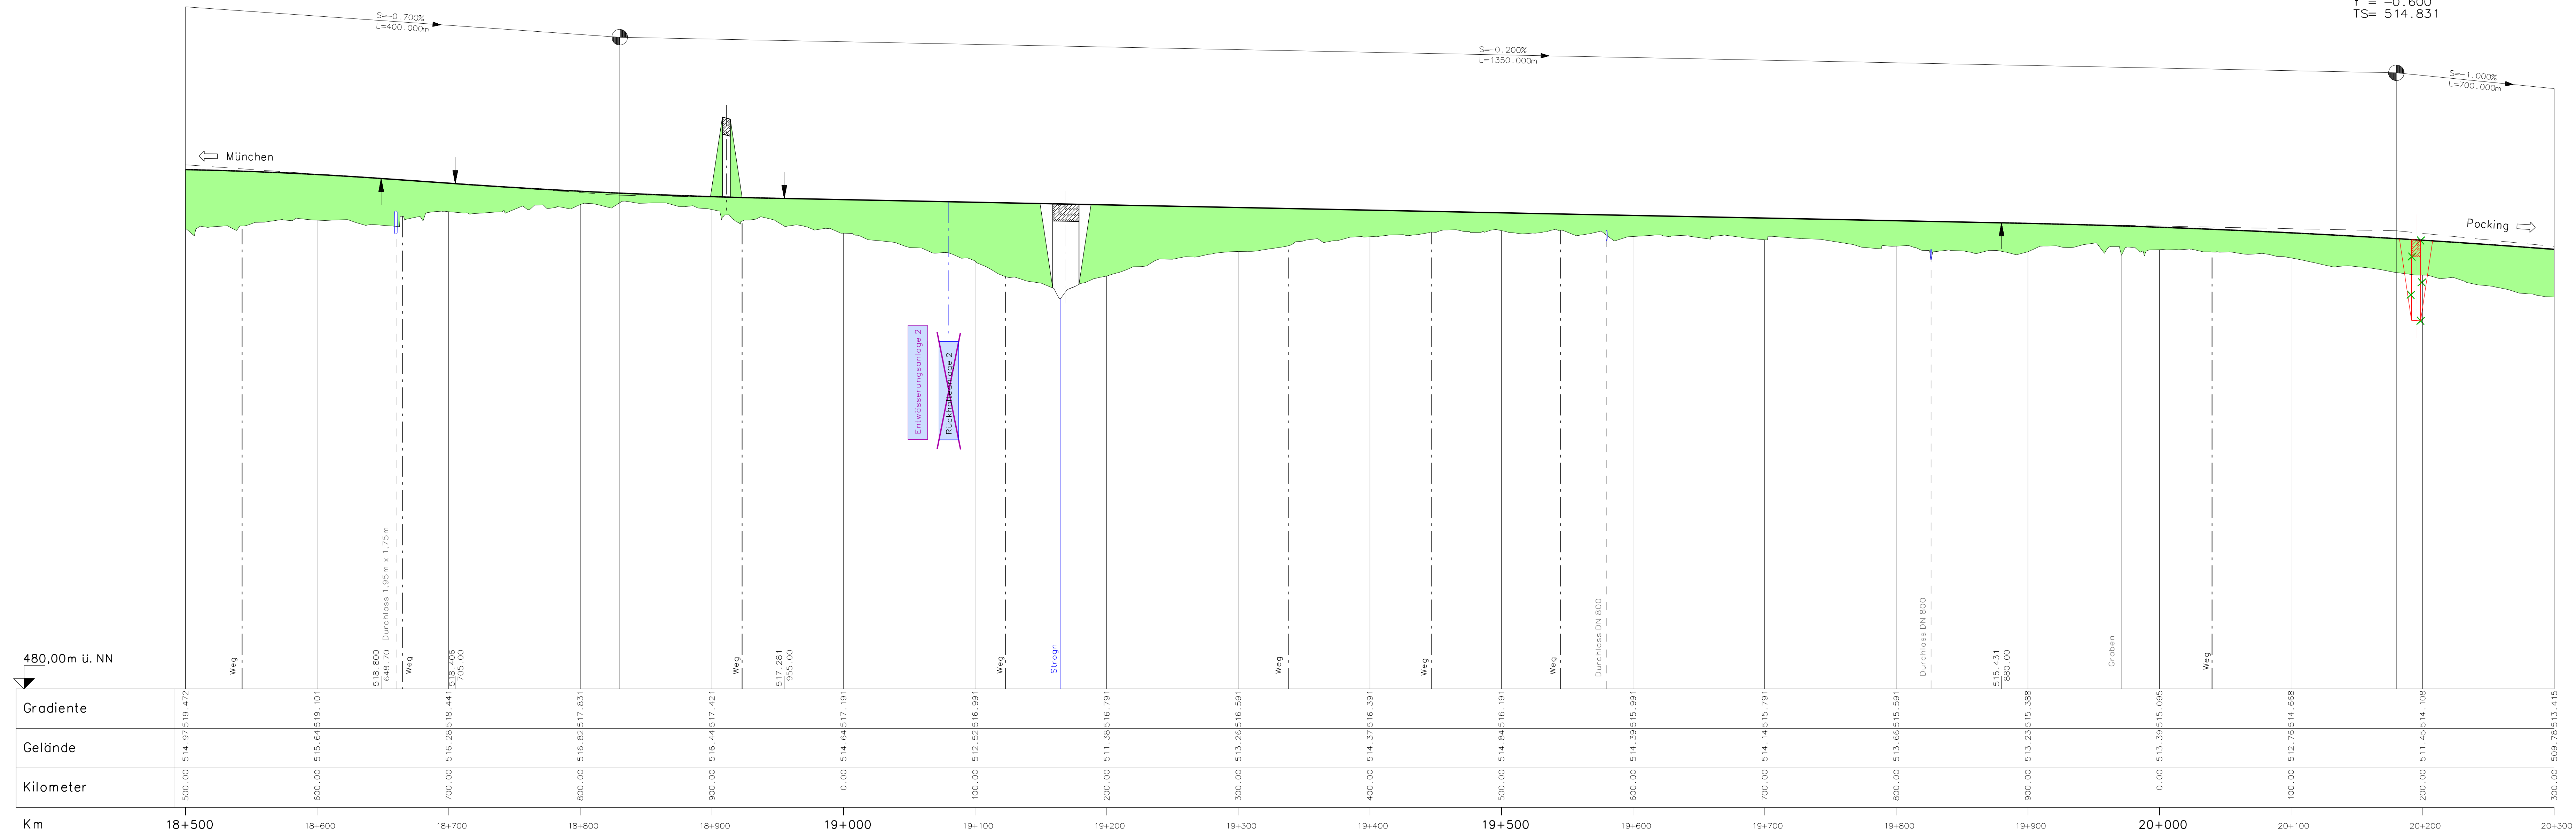 Y = -0.600
TS= 514.831
S=-0.700%
L=400.000m
S=-0.200%
L=1350.000m
S=-1.000%
L=700.000m
München
Pocking
Entwässerungsanlage 2
Rückhalteanlage 2
480,00m ü. NN
Weg
518.800
648.70
Durchlass 1,95m x 1,75m
Weg
518.406
705.00
Weg
517.281
955.00
Weg
Strogn
Weg
Weg
Weg
Durchlass DN 800
Durchlass DN 800
515.431
880.00
Graben
Weg
Gradiente
519.472 519.101 518.441 517.831 517.421 517.191 516.991 516.791 516.591 516.391 516.191 515.991 515.791 515.591 515.388 515.095 514.668 514.108 513.415
Gelände
514.97 515.64 516.28 516.82 516.44 514.64 512.52 511.38 513.26 514.37 514.84 514.39 514.14 513.66 513.23 513.39 512.76 511.45 509.78
Kilometer
500.00 600.00 700.00 800.00 900.00 0.00 100.00 200.00 300.00 400.00 500.00 600.00 700.00 800.00 900.00 0.00 100.00 200.00 300.00
Km 18+500 18+600 18+700 18+800 18+900 19+000 19+100 19+200 19+300 19+400 19+500 19+600 19+700 19+800 19+900 20+000 20+100 20+200 20+300